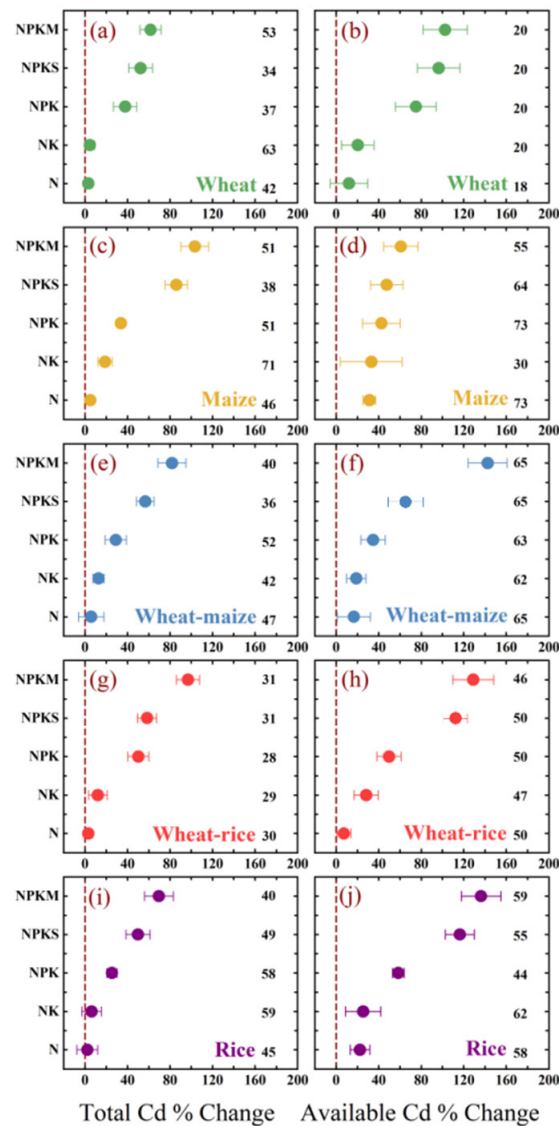 (a) (b)
NPKM 53 20
NPKS 34 20
NPK 37 20
NK 63 20
N Wheat 42 Wheat 18
0 40 80 120 160 200 0 40 80 120 160 200
(c) (d)
NPKM 51 55
NPKS 38 64
NPK 51 73
NK 71 30
N Maize 46 Maize 73
0 40 80 120 160 200 0 40 80 120 160 200
(e) (f)
NPKM 40 65
NPKS 36 65
NPK 52 63
NK 42 62
N Wheat-maize 47 Wheat-maize 65
0 40 80 120 160 200 0 40 80 120 160 200
(g) (h)
NPKM 31 46
NPKS 31 50
NPK 28 50
NK 29 47
N Wheat-rice 30 Wheat-rice 50
0 40 80 120 160 200 0 40 80 120 160 200
(i) (j)
NPKM 40 59
NPKS 49 55
NPK 58 44
NK 59 62
N Rice 45 Rice 58
0 40 80 120 160 200 0 40 80 120 160 200
Total Cd % Change Available Cd % Change